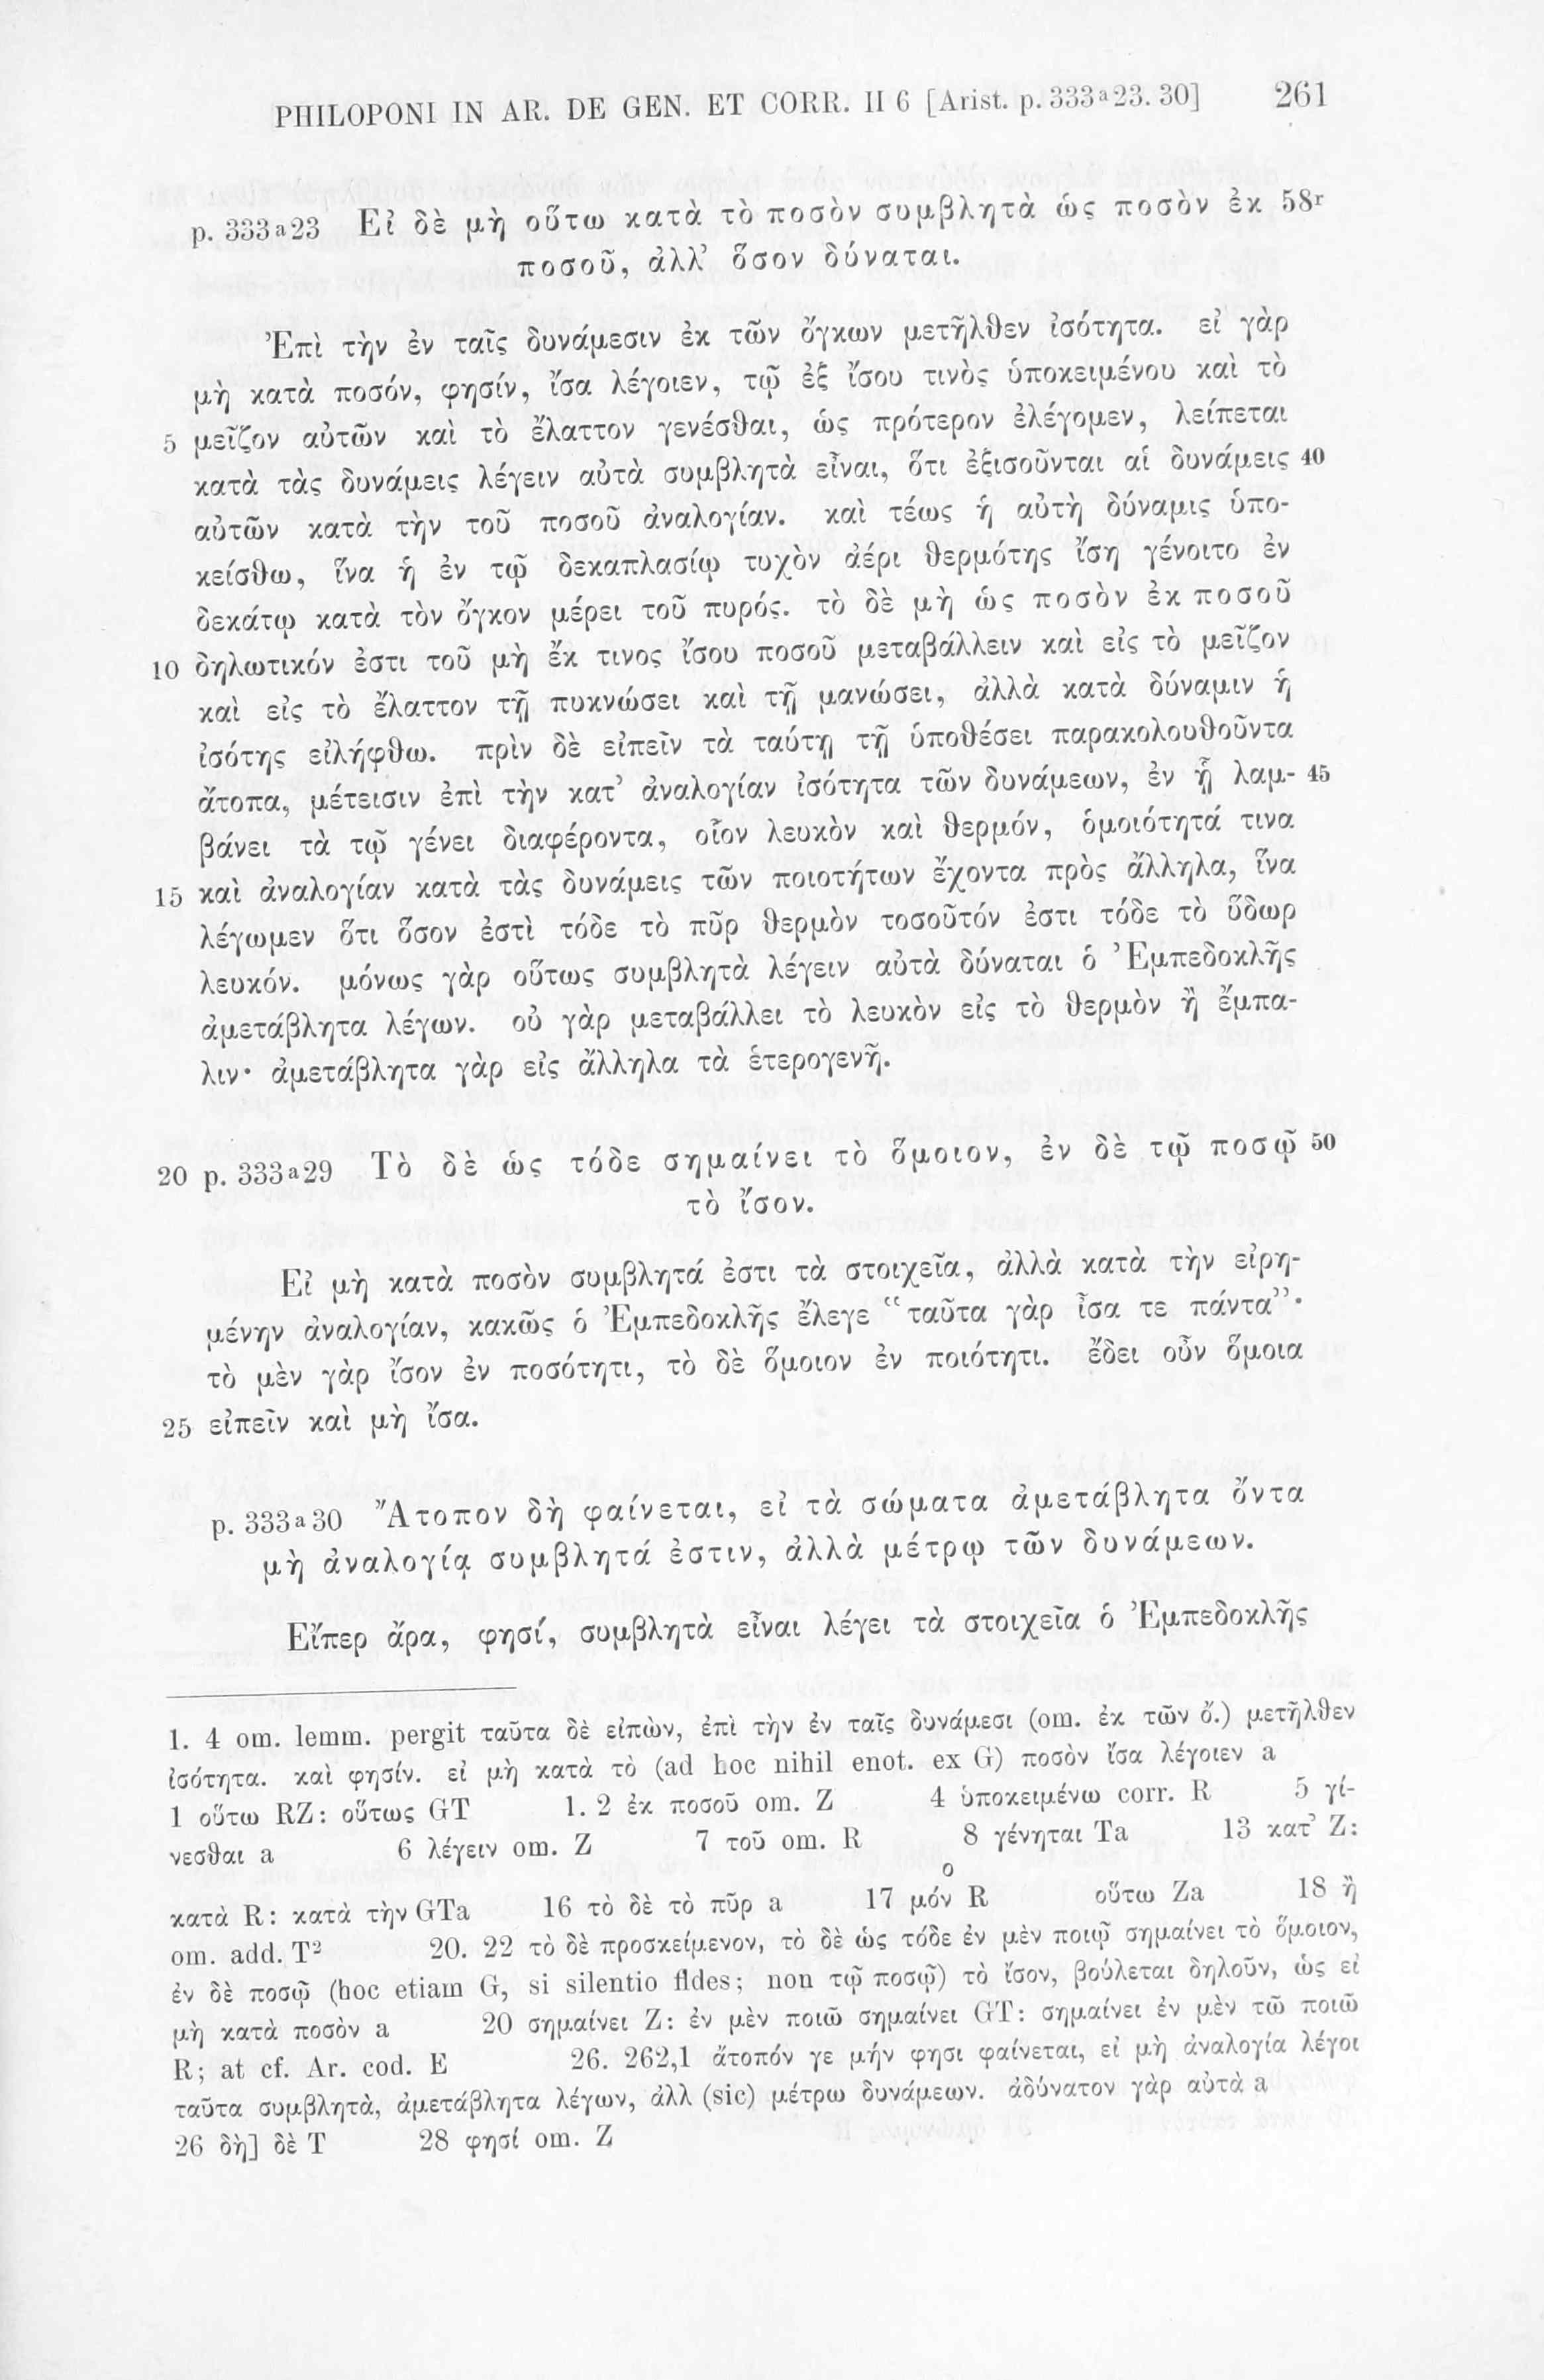 PHILOPONI IN AR. DE GEN. ET CORR. II 6 [Arist. p. 333ᵃ23. 30] 261
p. 333ᵃ23 Εἰ δὲ μὴ οὕτω κατὰ τὸ ποσὸν συμβλητὰ ὡς ποσὸν ἐκ 58ʳ
ποσοῦ, ἀλλ’ ὅσον δύναται.
Ἐπὶ τὴν ἐν ταῖς δυνάμεσιν ἐκ τῶν ὄγκων μετῆλθεν ἰσότητα. εἰ γὰρ
μὴ κατὰ ποσόν, φησίν, ἴσα λέγοιεν, τῷ ἐξ ἴσου τινὸς ὑποκειμένου καὶ τὸ
5 μεῖζον αὐτῶν καὶ τὸ ἔλαττον γενέσθαι, ὡς πρότερον ἐλέγομεν, λείπεται
κατὰ τὰς δυνάμεις λέγειν αὐτὰ συμβλητὰ εἶναι, ὅτι ἐξισοῦνται αἱ δυνάμεις 40
αὐτῶν κατὰ τὴν τοῦ ποσοῦ ἀναλογίαν. καὶ τέως ἡ αὐτὴ δύναμις ὑπο-
κείσθω, ἵνα ἡ ἐν τῷ δεκαπλασίῳ τυχὸν ἀέρι θερμότης ἴση γένοιτο ἐν
δεκάτῳ κατὰ τὸν ὄγκον μέρει τοῦ πυρός. τὸ δὲ μὴ ὡς ποσὸν ἐκ ποσοῦ
10 δηλωτικόν ἐστι τοῦ μὴ ἔκ τινος ἴσου ποσοῦ μεταβάλλειν καὶ εἰς τὸ μεῖζον
καὶ εἰς τὸ ἔλαττον τῇ πυκνώσει καὶ τῇ μανώσει, ἀλλὰ κατὰ δύναμιν ἡ
ἰσότης εἰλήφθω. πρὶν δὲ εἰπεῖν τὰ ταύτῃ τῇ ὑποθέσει παρακολουθοῦντα
ἄτοπα, μέτεισιν ἐπὶ τὴν κατ’ ἀναλογίαν ἰσότητα τῶν δυνάμεων, ἐν ᾗ λαμ- 45
βάνει τὰ τῷ γένει διαφέροντα, οἷον λευκὸν καὶ θερμόν, ὁμοιότητά τινα
15 καὶ ἀναλογίαν κατὰ τὰς δυνάμεις τῶν ποιοτήτων ἔχοντα πρὸς ἄλληλα, ἵνα
λέγωμεν ὅτι ὅσον ἐστὶ τόδε τὸ πῦρ θερμὸν τοσοῦτόν ἐστι τόδε τὸ ὕδωρ
λευκόν. μόνως γὰρ οὕτως συμβλητὰ λέγειν αὐτὰ δύναται ὁ Ἐμπεδοκλῆς
ἀμετάβλητα λέγων. οὐ γὰρ μεταβάλλει τὸ λευκὸν εἰς τὸ θερμὸν ἢ ἔμπα-
λιν· ἀμετάβλητα γὰρ εἰς ἄλληλα τὰ ἑτερογενῆ.
20 p. 333ᵃ29 Τὸ δὲ ὡς τόδε σημαίνει τὸ ὅμοιον, ἐν δὲ τῷ ποσῷ 50
τὸ ἴσον.
Εἰ μὴ κατὰ ποσὸν συμβλητά ἐστι τὰ στοιχεῖα, ἀλλὰ κατὰ τὴν εἰρη-
μένην ἀναλογίαν, κακῶς ὁ Ἐμπεδοκλῆς ἔλεγε “ταῦτα γὰρ ἶσα τε πάντα”·
τὸ μὲν γὰρ ἴσον ἐν ποσότητι, τὸ δὲ ὅμοιον ἐν ποιότητι. ἔδει οὖν ὅμοια
25 εἰπεῖν καὶ μὴ ἴσα.
p. 333ᵃ30 Ἄτοπον δὴ φαίνεται, εἰ τὰ σώματα ἀμετάβλητα ὄντα
μὴ ἀναλογίᾳ συμβλητά ἐστιν, ἀλλὰ μέτρῳ τῶν δυνάμεων.
Εἴπερ ἄρα, φησί, συμβλητὰ εἶναι λέγει τὰ στοιχεῖα ὁ Ἐμπεδοκλῆς
1. 4 om. lemm. pergit ταῦτα δὲ εἰπὼν, ἐπὶ τὴν ἐν ταῖς δυνάμεσι (om. ἐκ τῶν ὄ.) μετῆλθεν
ἰσότητα. καὶ φησίν. εἰ μὴ κατὰ τὸ (ad hoc nihil enot. ex G) ποσὸν ἴσα λέγοιεν a
1 οὕτω RZ: οὕτως GT 1. 2 ἐκ ποσοῦ om. Z 4 ὑποκειμένω corr. R 5 γί-
νεσθαι a 6 λέγειν om. Z 7 τοῦ om. R 8 γένηται Ta 13 κατ’ Z:
κατὰ R: κατὰ τὴν GTa 16 τὸ δὲ τὸ πῦρ a 17 μόνο R οὕτω Za 18 ἢ
om. add. T² 20. 22 τὸ δὲ προσκείμενον, τὸ δὲ ὡς τόδε ἐν μὲν ποιῷ σημαίνει τὸ ὅμοιον,
ἐν δὲ ποσῷ (hoc etiam G, si silentio fides; non τῷ ποσῷ) τὸ ἴσον, βούλεται δηλοῦν, ὡς εἰ
μὴ κατὰ ποσὸν a 20 σημαίνει Z: ἐν μὲν ποιῶ σημαίνει GT: σημαίνει ἐν μὲν τῶ ποιῶ
R; at cf. Ar. cod. E 26. 262,1 ἄτοπόν γε μήν φησι φαίνεται, εἰ μὴ ἀναλογία λέγοι
ταῦτα συμβλητὰ, ἀμετάβλητα λέγων, ἀλλ (sic) μέτρω δυνάμεων. ἀδύνατον γὰρ αὐτὰ a
26 δὴ] δὲ T 28 φησί om. Z